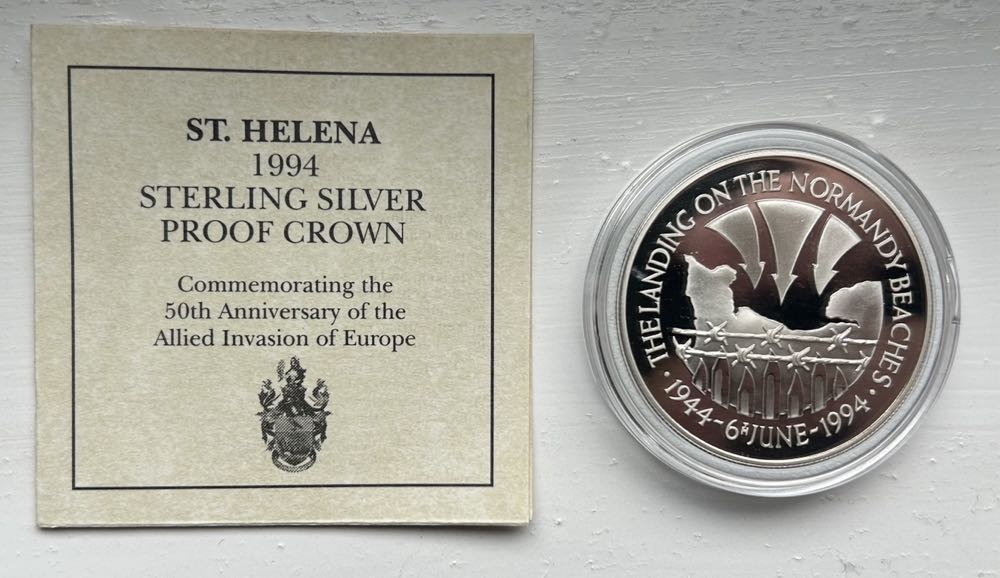 ST. HELENA
1994
STERLING SILVER
PROOF CROWN
Commemorating the
50th Anniversary of the
Allied Invasion of Europe
· THE LANDING ON THE NORMANDY BEACHES ·
1944-6TH JUNE-1994